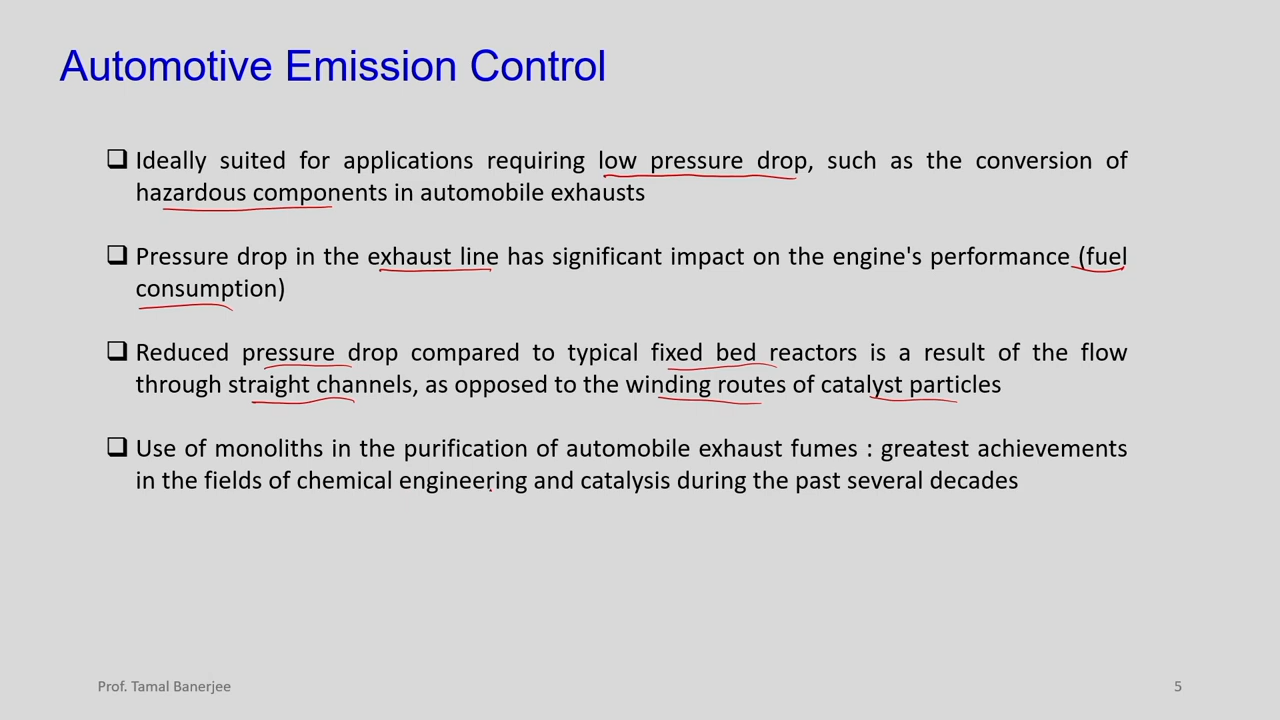 Automotive Emission Control
❑ Ideally suited for applications requiring low pressure drop, such as the conversion of
hazardous components in automobile exhausts
❑ Pressure drop in the exhaust line has significant impact on the engine's performance (fuel
consumption)
❑ Reduced pressure drop compared to typical fixed bed reactors is a result of the flow
through straight channels, as opposed to the winding routes of catalyst particles
❑ Use of monoliths in the purification of automobile exhaust fumes : greatest achievements
in the fields of chemical engineering and catalysis during the past several decades
Prof. Tamal Banerjee
5